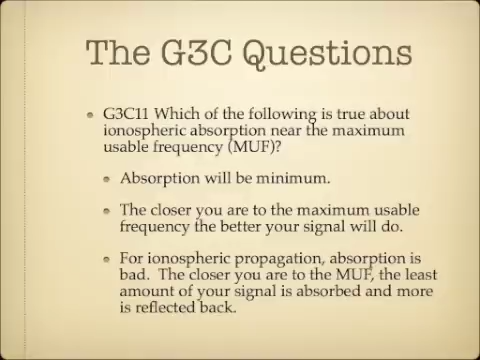 The G3C Questions
G3C11 Which of the following is true about
ionospheric absorption near the maximum
usable frequency (MUF)?
Absorption will be minimum.
The closer you are to the maximum usable
frequency the better your signal will do.
For ionospheric propagation, absorption is
bad. The closer you are to the MUF, the least
amount of your signal is absorbed and more
is reflected back.